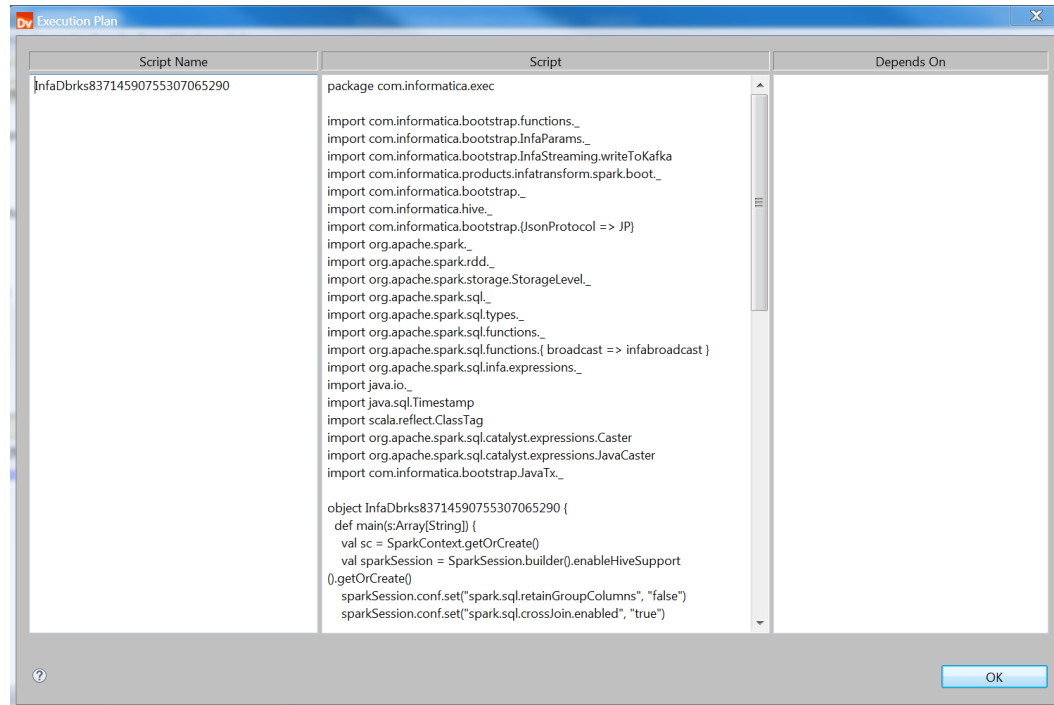 Dv Execution Plan
X
Script Name
Script
Depends On
InfaDbrks83714590755307065290
package com.informatica.exec
import com.informatica.bootstrap.functions._
import com.informatica.bootstrap.InfaParams._
import com.informatica.bootstrap.InfaStreaming.writeToKafka
import com.informatica.products.infatransform.spark.boot._
import com.informatica.bootstrap._
import com.informatica.hive._
import com.informatica.bootstrap.{JsonProtocol => JP}
import org.apache.spark._
import org.apache.spark.rdd._
import org.apache.spark.storage.StorageLevel._
import org.apache.spark.sql._
import org.apache.spark.sql.types._
import org.apache.spark.sql.functions._
import org.apache.spark.sql.functions.{ broadcast => infabroadcast }
import org.apache.spark.sql.infa.expressions._
import java.io._
import java.sql.Timestamp
import scala.reflect.ClassTag
import org.apache.spark.sql.catalyst.expressions.Caster
import org.apache.spark.sql.catalyst.expressions.JavaCaster
import com.informatica.bootstrap.JavaTx._
object InfaDbrks83714590755307065290 {
def main(s:Array[String]) {
val sc = SparkContext.getOrCreate()
val sparkSession = SparkSession.builder().enableHiveSupport
().getOrCreate()
sparkSession.conf.set("spark.sql.retainGroupColumns", "false")
sparkSession.conf.set("spark.sql.crossJoin.enabled", "true")
?
OK